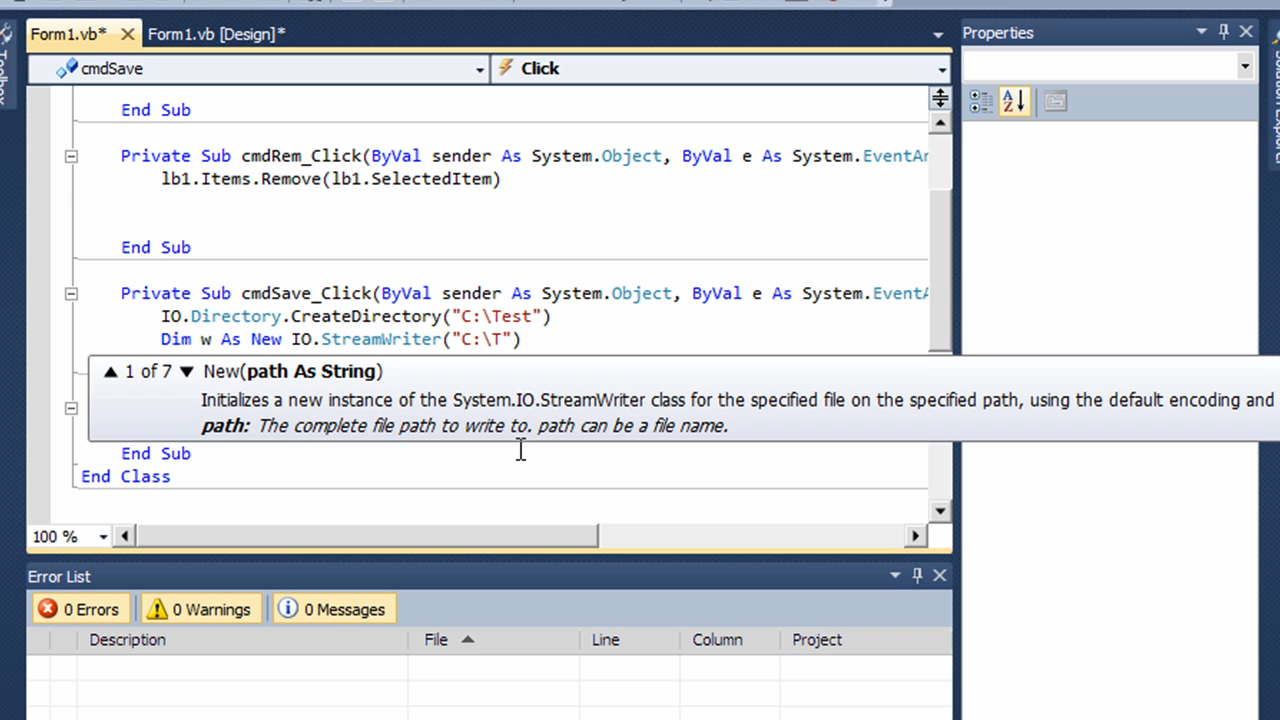 Form1.vb* Form1.vb [Design]* Properties
Toolbox
cmdSave Click
End Sub
Private Sub cmdRem_Click(ByVal sender As System.Object, ByVal e As System.EventAr
lb1.Items.Remove(lb1.SelectedItem)
End Sub
Private Sub cmdSave_Click(ByVal sender As System.Object, ByVal e As System.EventA
IO.Directory.CreateDirectory("C:\Test")
Dim w As New IO.StreamWriter("C:\T")
1 of 7 New(path As String)
Initializes a new instance of the System.IO.StreamWriter class for the specified file on the specified path, using the default encoding and
path: The complete file path to write to. path can be a file name.
End Sub
End Class
100 %
Error List
0 Errors 0 Warnings 0 Messages
Description File Line Column Project